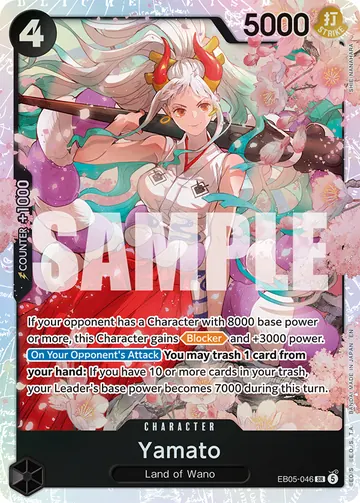 4
5000
打
STRIKE
COUNTER +1000
SAMPLE
If your opponent has a Character with 8000 base power
or more, this Character gains Blocker and +3000 power.
On Your Opponent's Attack You may trash 1 card from
your hand: If you have 10 or more cards in your trash,
your Leader's base power becomes 7000 during this turn.
CHARACTER
Yamato
Land of Wano
EB05-046 SR 5